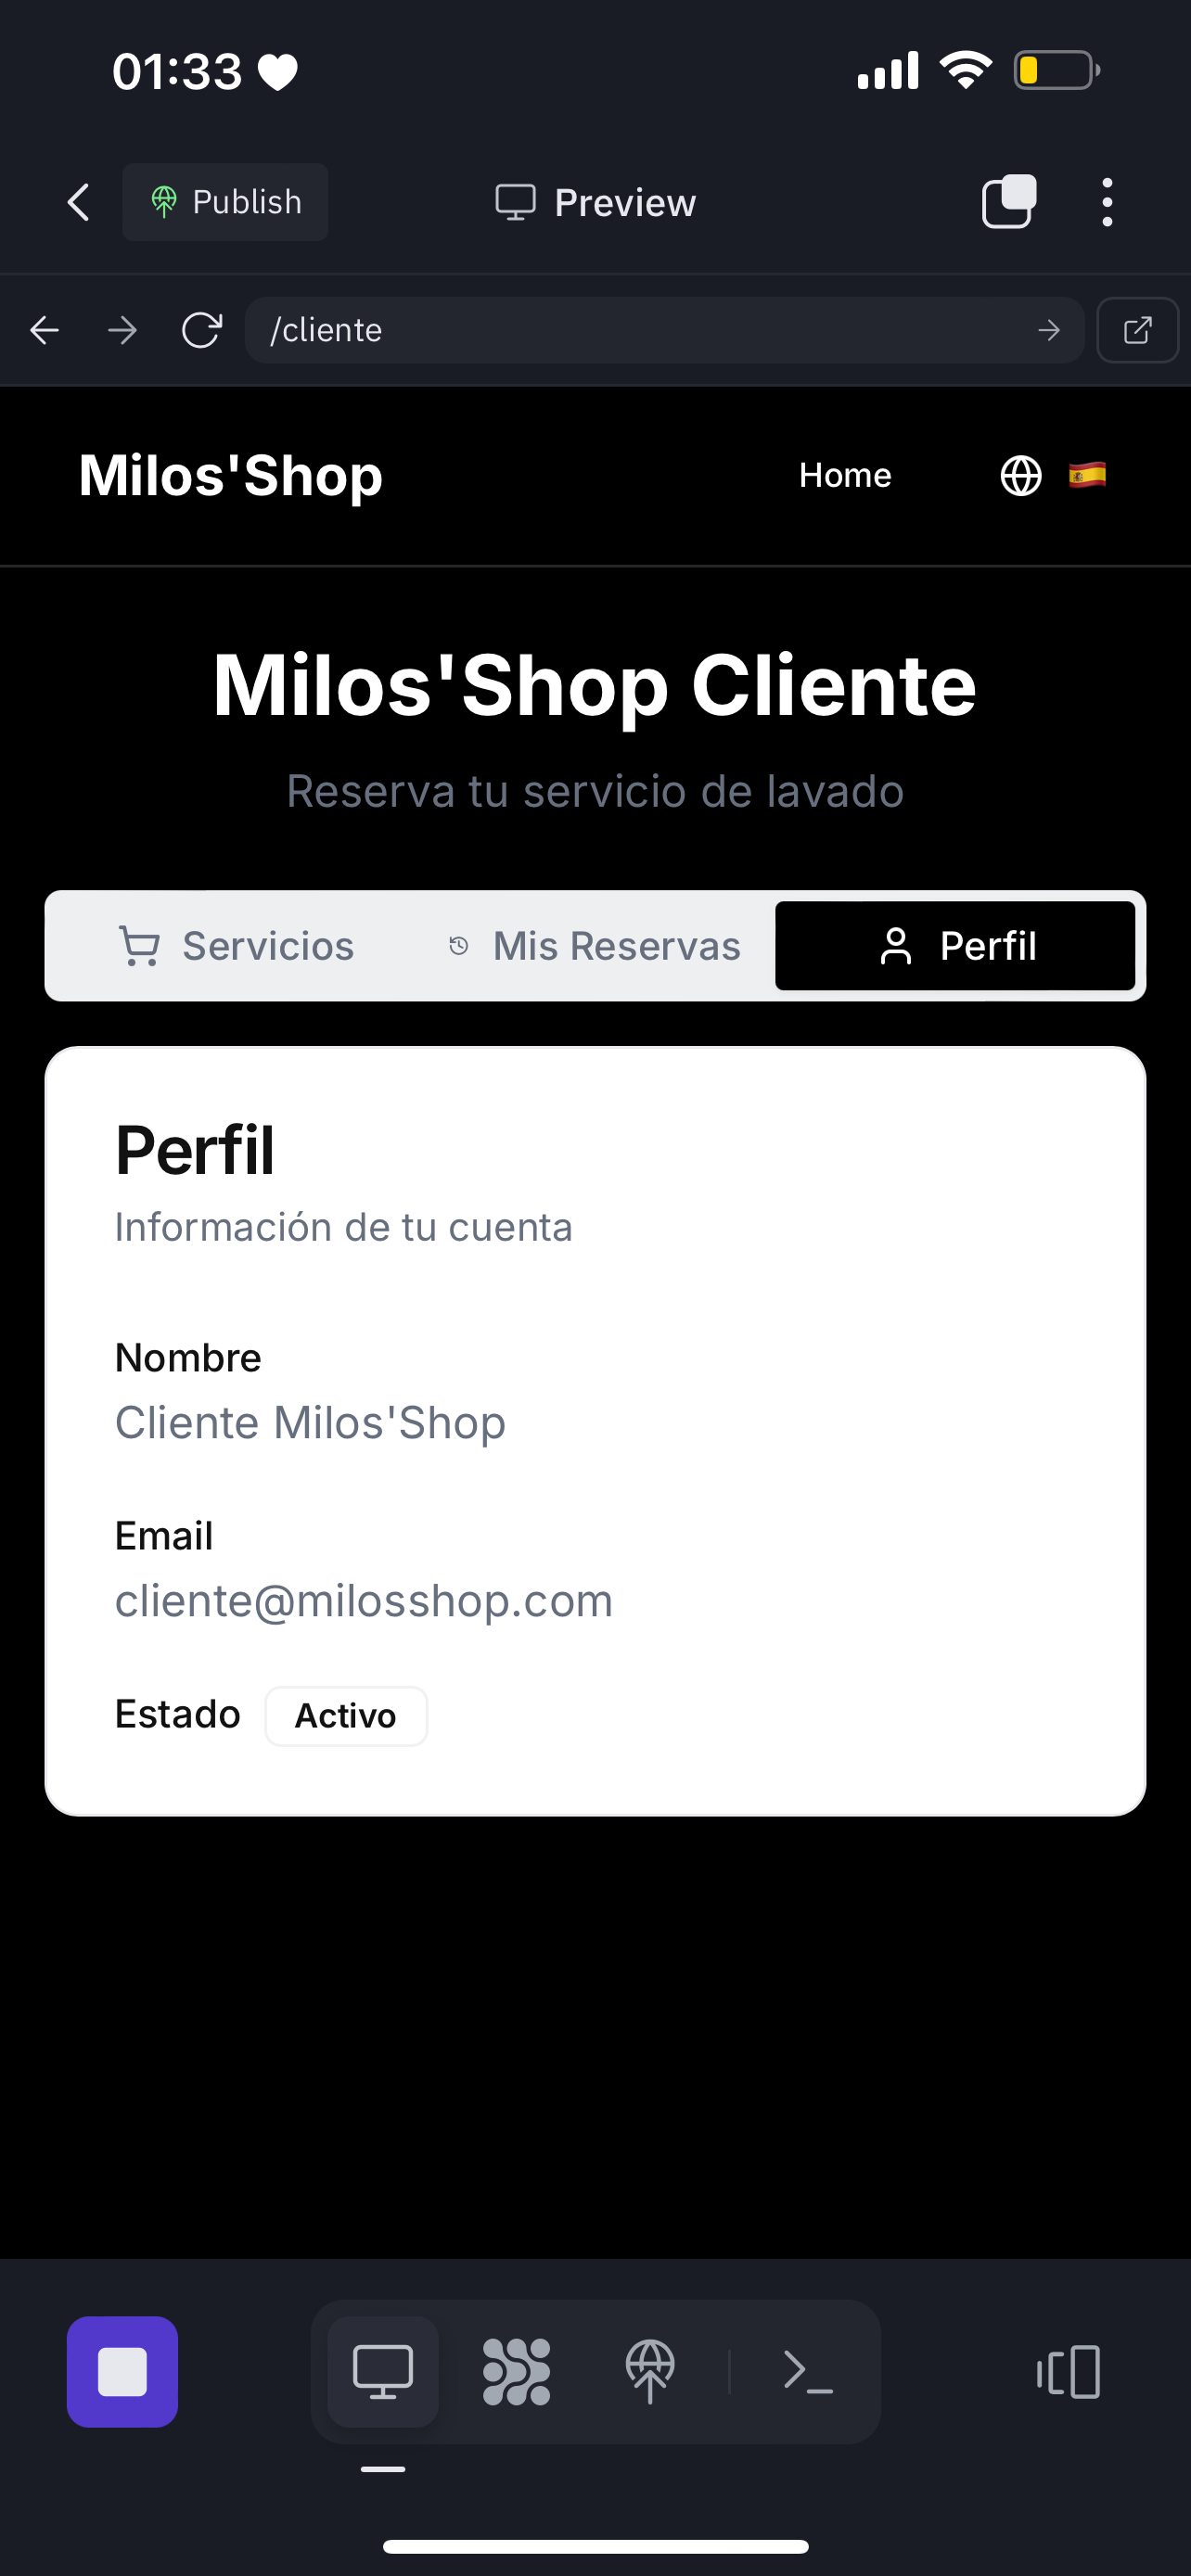 01:33
Publish
Preview
/cliente
Milos'Shop
Home
Milos'Shop Cliente
Reserva tu servicio de lavado
Servicios
Mis Reservas
Perfil
Perfil
Información de tu cuenta
Nombre
Cliente Milos'Shop
Email
cliente@milosshop.com
Estado
Activo